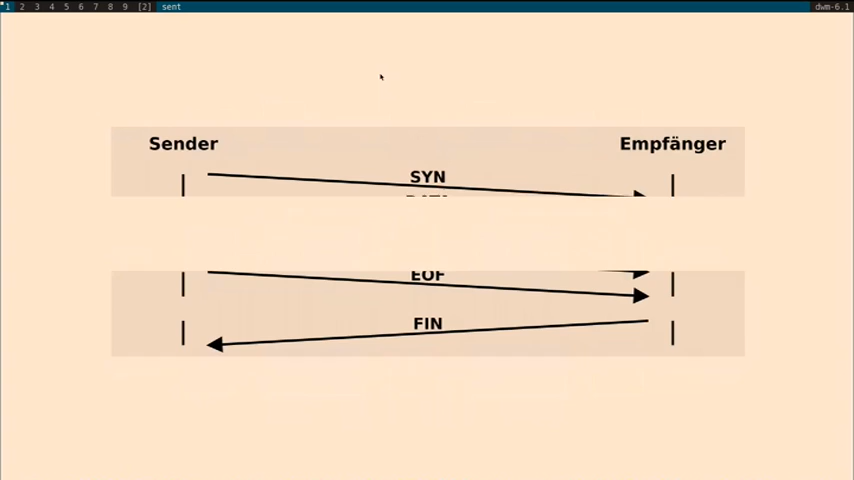 1 2 3 4 5 6 7 8 9 [2] sent dwm-6.1
Sender Empfänger
SYN
EOF
FIN